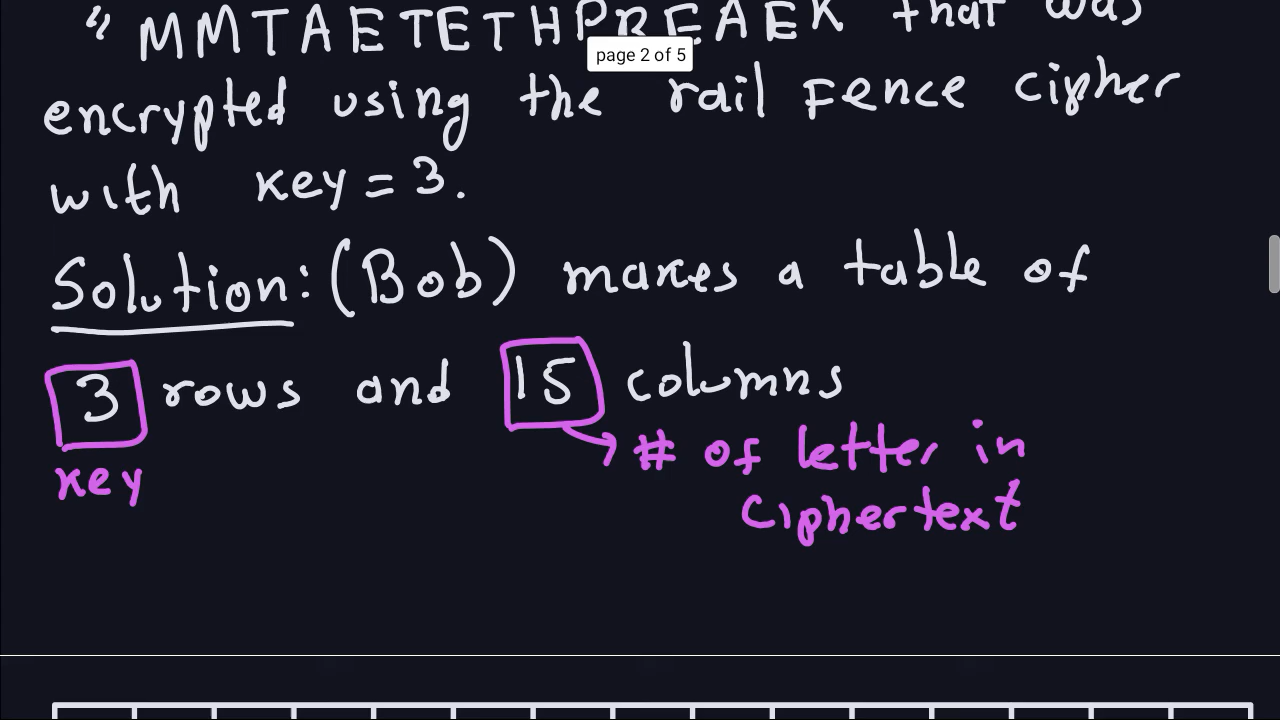 " MMTAETETHPREAEK that was
page 2 of 5
encrypted using the rail fence cipher
with key = 3.
Solution: (Bob) makes a table of
3 rows and 15 columns
key
→ # of letter in
ciphertext